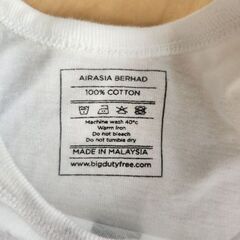 AIRASIA BERHAD
100% COTTON
Machine wash 40°c
Warm Iron
Do not bleach
Do not tumble dry
MADE IN MALAYSIA
www.bigdutyfree.com